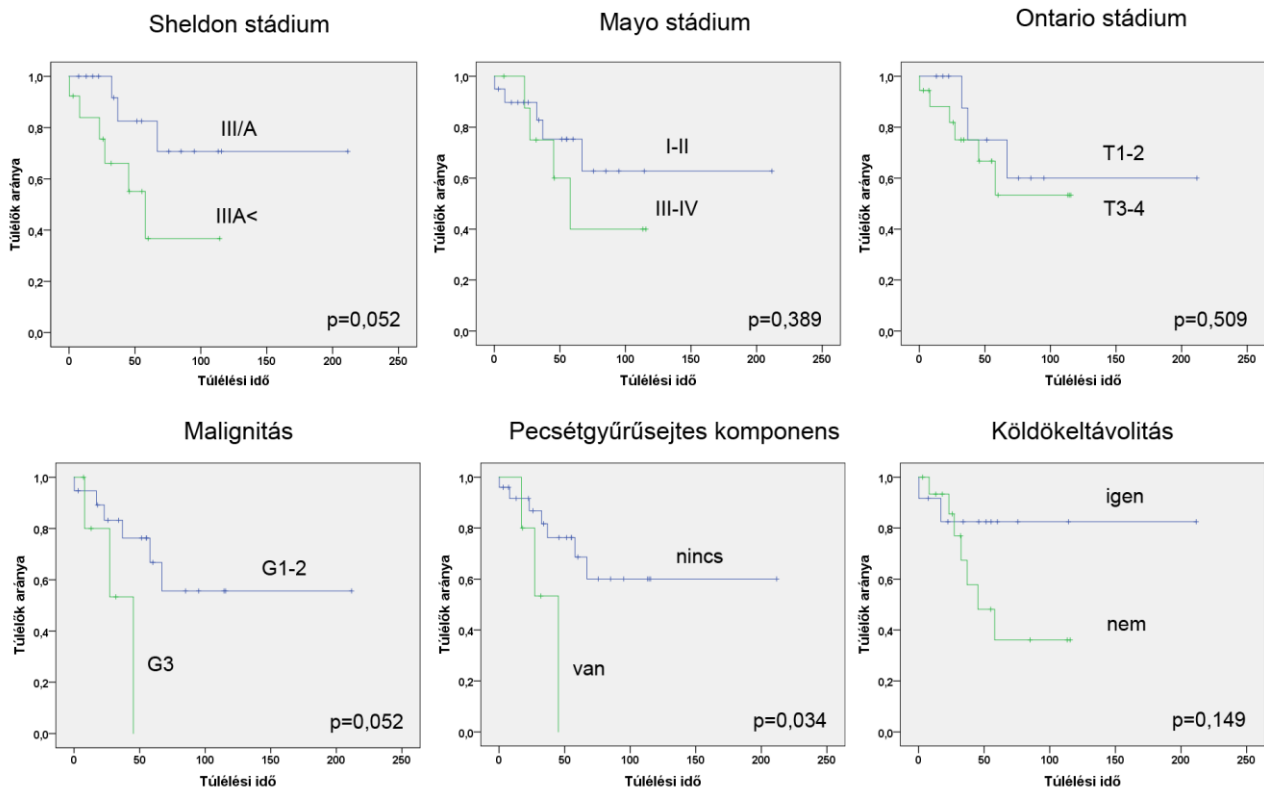 Sheldon stádium
Túlélők aránya
1,0
0,8
0,6
0,4
0,2
0,0
III/A
IIIA<
p=0,052
0 50 100 150 200 250
Túlélési idő
Mayo stádium
Túlélők aránya
1,0
0,8
0,6
0,4
0,2
0,0
I-II
III-IV
p=0,389
0 50 100 150 200 250
Túlélési idő
Ontario stádium
Túlélők aránya
1,0
0,8
0,6
0,4
0,2
0,0
T1-2
T3-4
p=0,509
0 50 100 150 200 250
Túlélési idő
Malignitás
Túlélők aránya
1,0
0,8
0,6
0,4
0,2
0,0
G1-2
G3
p=0,052
0 50 100 150 200 250
Túlélési idő
Pecsétgyűrűsejtes komponens
Túlélők aránya
1,0
0,8
0,6
0,4
0,2
0,0
nincs
van
p=0,034
0 50 100 150 200 250
Túlélési idő
Köldökeltávolitás
Túlélők aránya
1,0
0,8
0,6
0,4
0,2
0,0
igen
nem
p=0,149
0 50 100 150 200 250
Túlélési idő